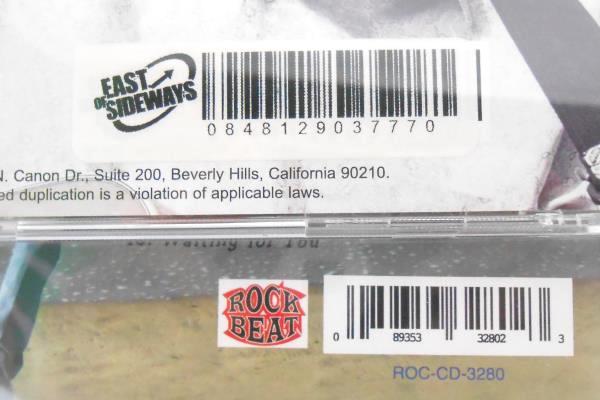 EAST
OF
SIDEWAYS
0848129037770
N. Canon Dr., Suite 200, Beverly Hills, California 90210.
ed duplication is a violation of applicable laws.
Waiting for You
ROCK
BEAT
0 89353 32802 3
ROC-CD-3280